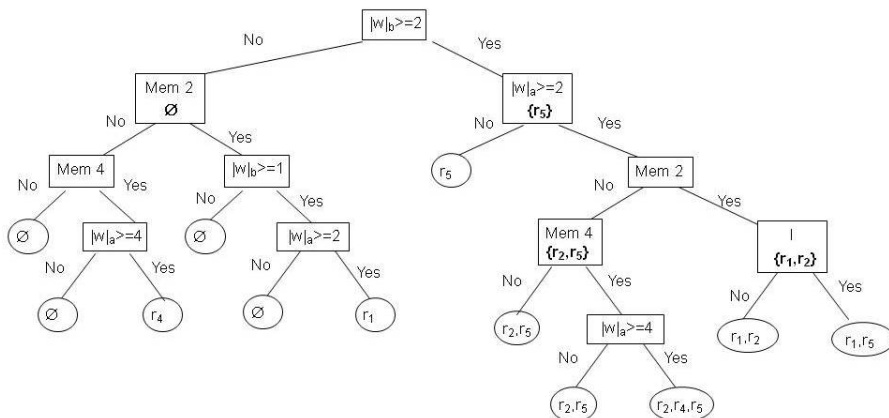 |w|b>=2
No
Yes
Mem 2
Ø
|w|a>=2
{r5}
No
Yes
No
Yes
Mem 4
|w|b>=1
r5
Mem 2
No
Yes
No
Yes
No
Yes
Ø
|w|a>=4
Ø
|w|a>=2
Mem 4
{r2,r5}
I
{r1,r2}
No
Yes
No
Yes
No
Yes
No
Yes
Ø
r4
Ø
r1
r2,r5
|w|a>=4
r1,r2
r1,r5
No
Yes
r2,r5
r2,r4,r5